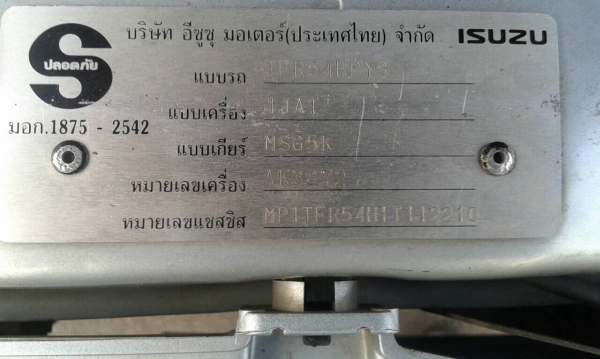 บริษัท อีซูซุ มอเตอร์(ประเทศไทย) จำกัด ISUZU
S
ปลอดภัย
แบบรถ
มอก.1875 - 2542
แบบเครื่อง
แบบเกียร์ MSG5K
หมายเลขเครื่อง
หมายเลขแชสซิส